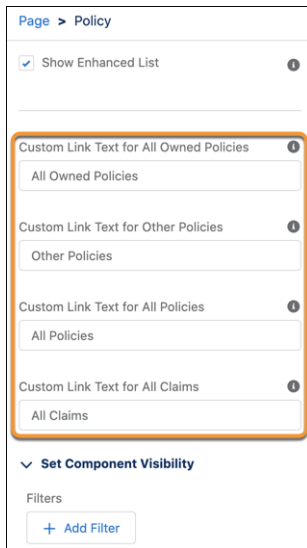 Page > Policy
Show Enhanced List
Custom Link Text for All Owned Policies
All Owned Policies
Custom Link Text for Other Policies
Other Policies
Custom Link Text for All Policies
All Policies
Custom Link Text for All Claims
All Claims
Set Component Visibility
Filters
+ Add Filter